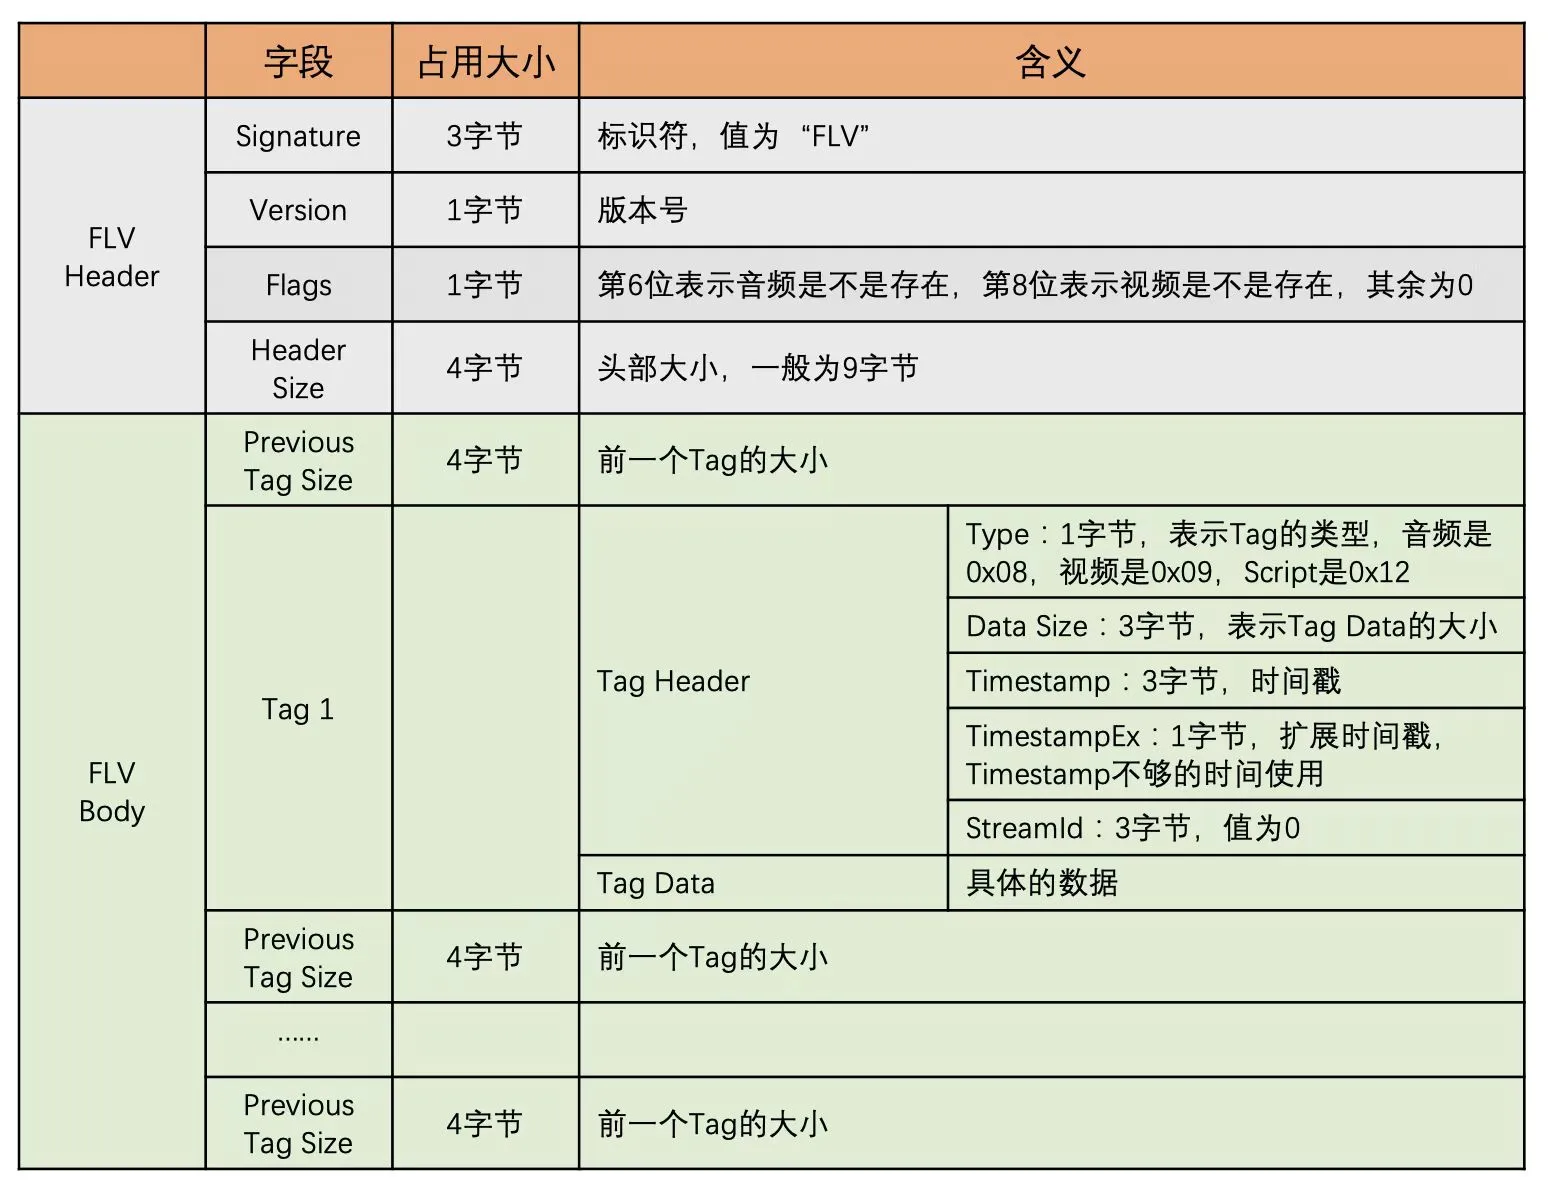 字段
占用大小
含义
FLV
Header
Signature
3字节
标识符，值为 “FLV”
Version
1字节
版本号
Flags
1字节
第6位表示音频是不是存在，第8位表示视频是不是存在，其余为0
Header
Size
4字节
头部大小，一般为9字节
FLV
Body
Previous
Tag Size
4字节
前一个Tag的大小
Tag 1
Tag Header
Type：1字节，表示Tag的类型，音频是
0x08，视频是0x09，Script是0x12
Data Size：3字节，表示Tag Data的大小
Timestamp：3字节，时间戳
TimestampEx：1字节，扩展时间戳，
Timestamp不够的时间使用
StreamId：3字节，值为0
Tag Data
具体的数据
Previous
Tag Size
4字节
前一个Tag的大小
……
Previous
Tag Size
4字节
前一个Tag的大小